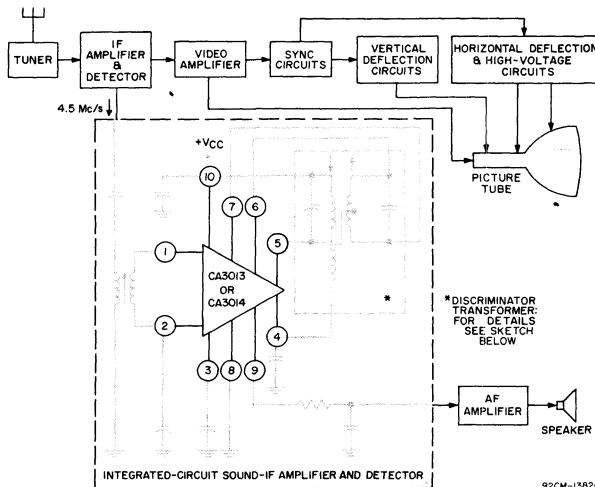 TUNER
IF
AMPLIFIER
&
DETECTOR
VIDEO
AMPLIFIER
SYNC
CIRCUITS
VERTICAL
DEFLECTION
CIRCUITS
HORIZONTAL DEFLECTION
& HIGH-VOLTAGE
CIRCUITS
4.5 Mc/s
PICTURE
TUBE
+VCC
10
7
6
1
5
CA3013
OR
CA3014
*
2
4
3
8
9
*DISCRIMINATOR
TRANSFORMER:
FOR DETAILS
SEE SKETCH
BELOW
AF
AMPLIFIER
SPEAKER
INTEGRATED-CIRCUIT SOUND-IF AMPLIFIER AND DETECTOR